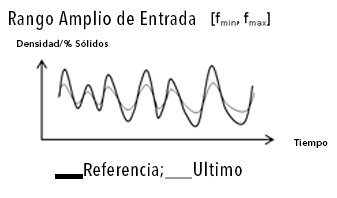 Rango Amplio de Entrada [fmin, fmax]
Densidad/% Sólidos
Tiempo
Referencia; Ultimo